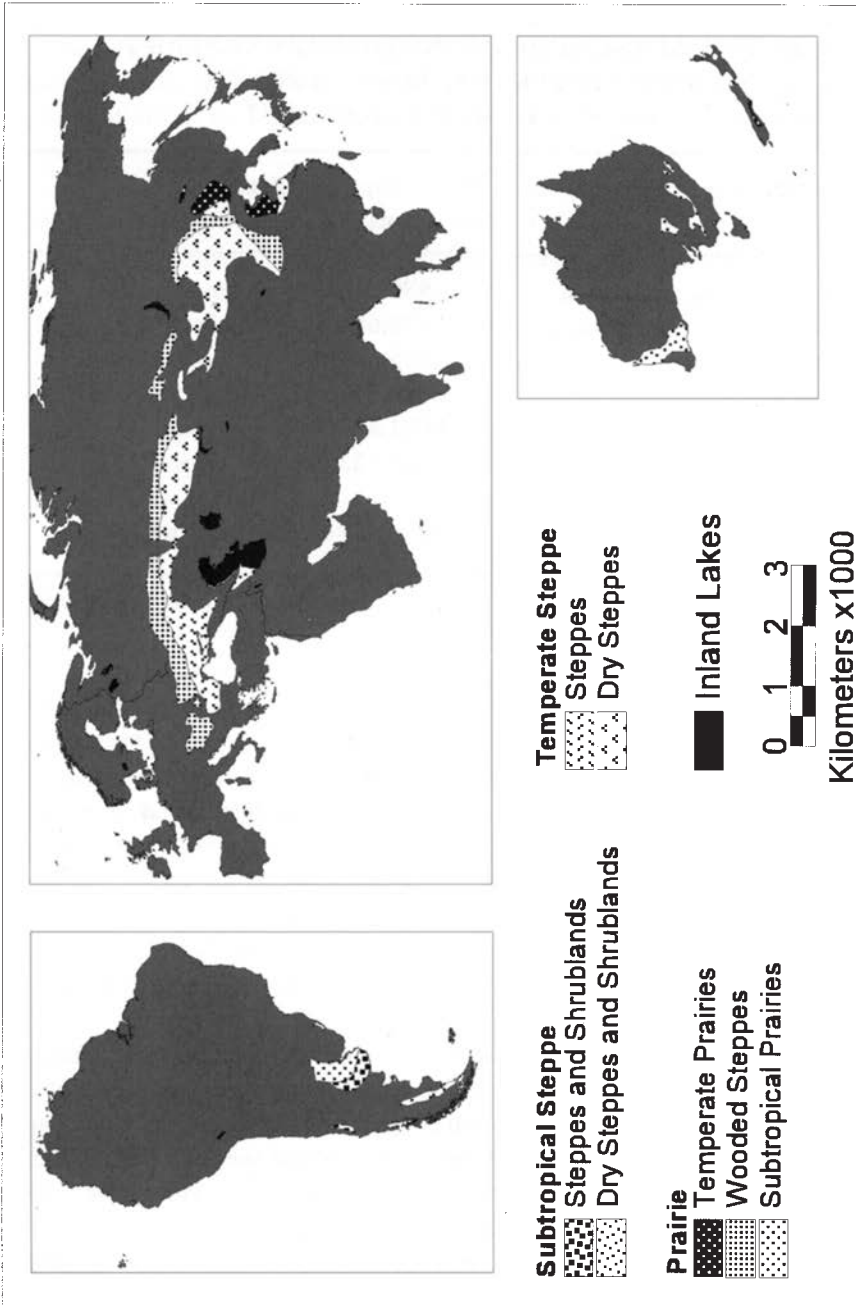 Subtropical Steppe
Steppes and Shrublands
Dry Steppes and Shrublands
Prairie
Temperate Prairies
Wooded Steppes
Subtropical Prairies
Temperate Steppe
Steppes
Dry Steppes
Inland Lakes
0 1 2 3
Kilometers x1000